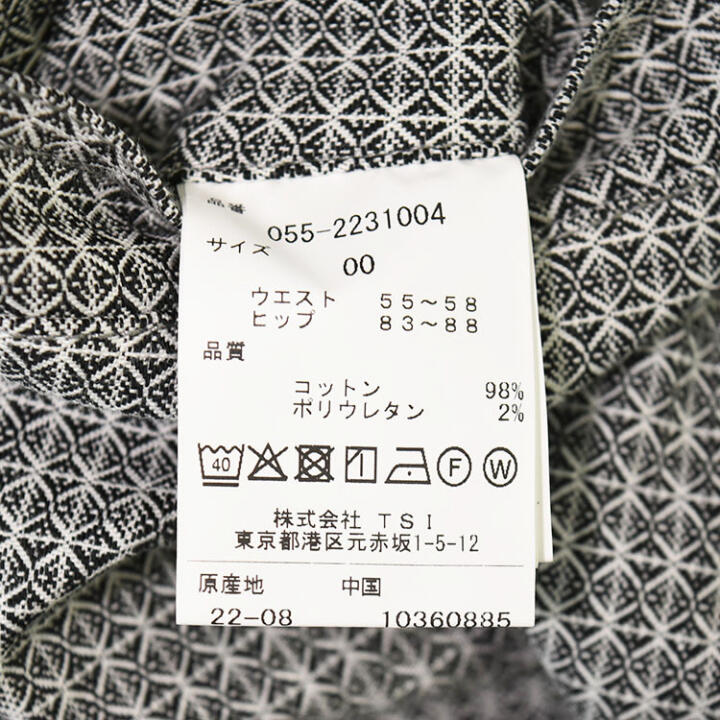 品番
055-2231004
サイズ
00
ウエスト 55～58
ヒップ 83～88
品質
コットン 98%
ポリウレタン 2%
40 F W
株式会社 TSI
東京都港区元赤坂1-5-12
原産地 中国
22-08 10360885